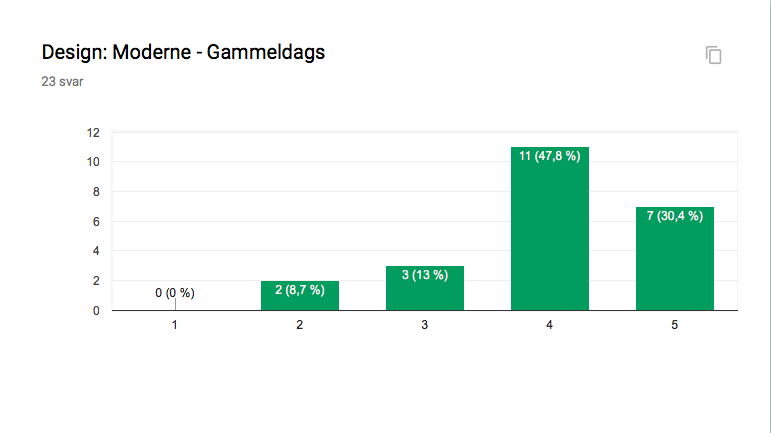 Design: Moderne - Gammeldags
23 svar
12
10
8
6
4
2
0
0 (0 %)
2 (8,7 %)
3 (13 %)
11 (47,8 %)
7 (30,4 %)
1 2 3 4 5